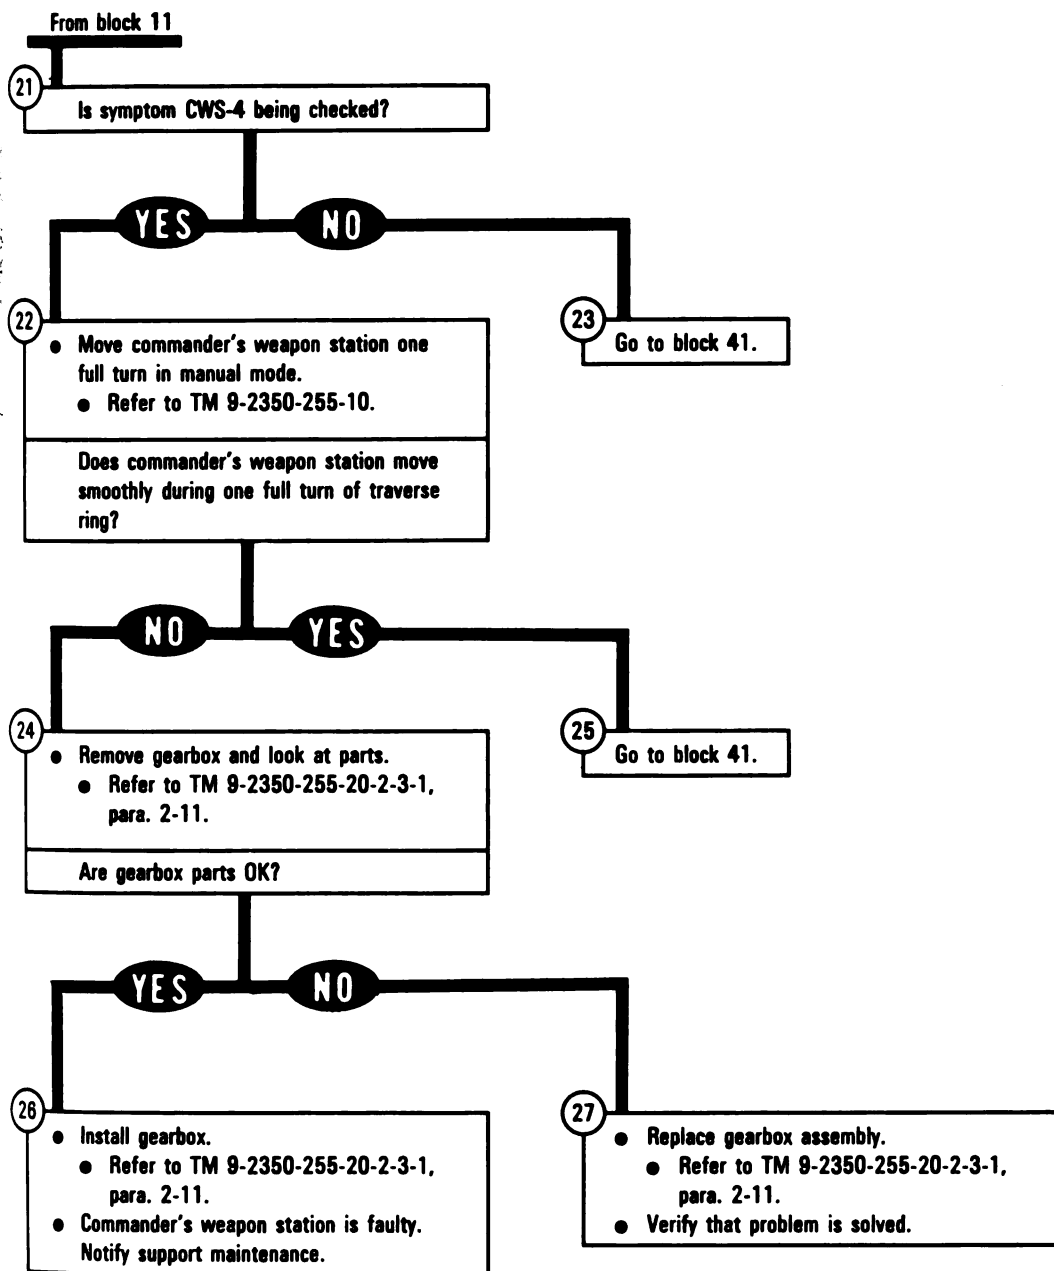 From block 11
21
Is symptom CWS-4 being checked?
YES
NO
22
● Move commander's weapon station one
full turn in manual mode.
● Refer to TM 9-2350-255-10.
Does commander's weapon station move
smoothly during one full turn of traverse
ring?
23
Go to block 41.
NO
YES
24
● Remove gearbox and look at parts.
● Refer to TM 9-2350-255-20-2-3-1,
para. 2-11.
Are gearbox parts OK?
25
Go to block 41.
YES
NO
26
● Install gearbox.
● Refer to TM 9-2350-255-20-2-3-1,
para. 2-11.
● Commander's weapon station is faulty.
Notify support maintenance.
27
● Replace gearbox assembly.
● Refer to TM 9-2350-255-20-2-3-1,
para. 2-11.
● Verify that problem is solved.